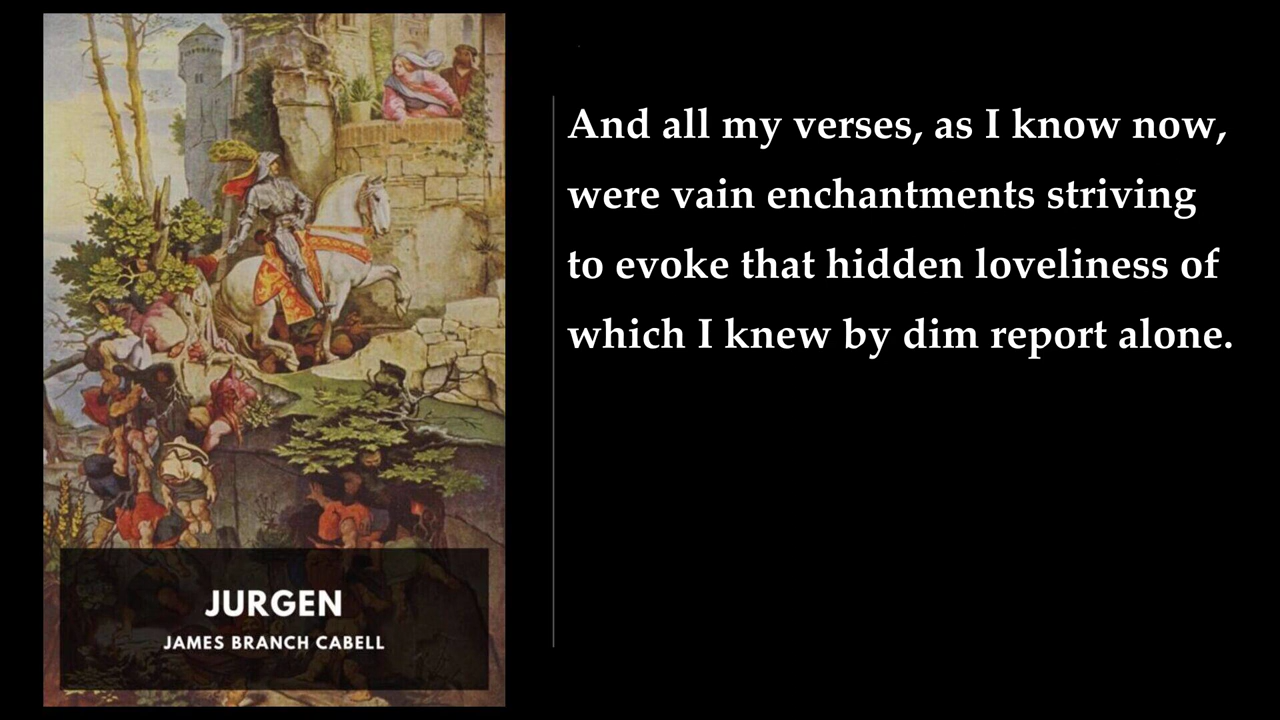 And all my verses, as I know now,
were vain enchantments striving
to evoke that hidden loveliness of
which I knew by dim report alone.
JURGEN
JAMES BRANCH CABELL